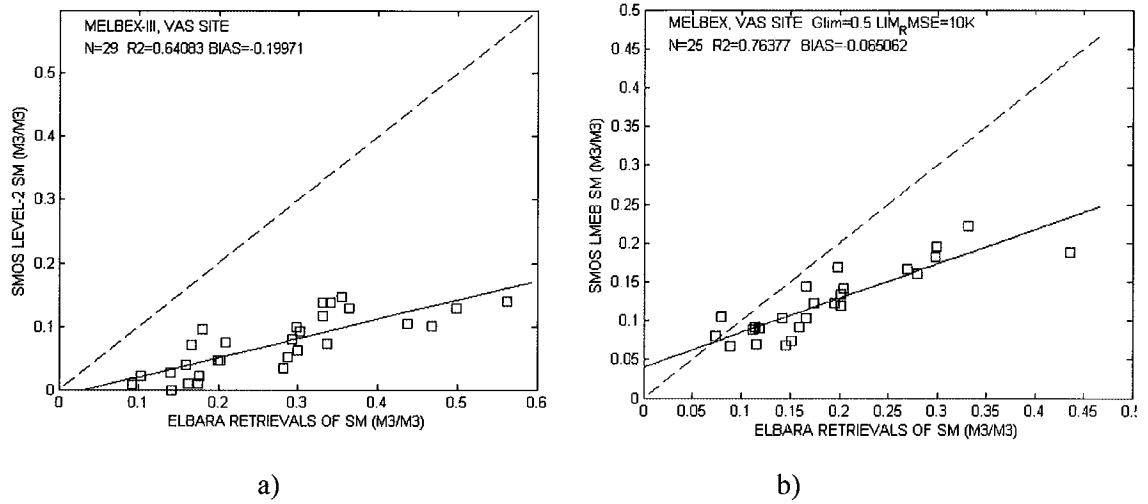 MELBEX-III, VAS SITE
N=29 R2=0.64083 BIAS=-0.19971
0.5
0.4
0.3
0.2
0.1
0
SMOS LEVEL-2 SM (M3/M3)
0 0.1 0.2 0.3 0.4 0.5 0.6
ELBARA RETRIEVALS OF SM (M3/M3)
a)
0.5
MELBEX, VAS SITE Glim=0.5 LIM_RMSE=10K
N=25 R2=0.76377 BIAS=-0.065062
0.45
0.4
0.35
0.3
0.25
0.2
0.15
0.1
0.05
0
SMOS LMEB SM (M3/M3)
0 0.05 0.1 0.15 0.2 0.25 0.3 0.35 0.4 0.45 0.5
ELBARA RETRIEVALS OF SM (M3/M3)
b)